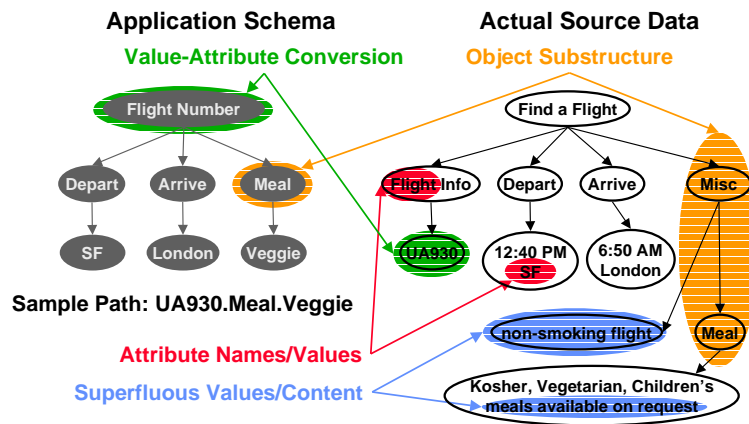 Application Schema
Actual Source Data
Value-Attribute Conversion
Object Substructure
Flight Number
Find a Flight
Depart
Arrive
Meal
Flight Info
Depart
Arrive
Misc
SF
London
Veggie
UA930
12:40 PM
SF
6:50 AM
London
Sample Path: UA930.Meal.Veggie
non-smoking flight
Meal
Attribute Names/Values
Superfluous Values/Content
Kosher, Vegetarian, Children's
meals available on request